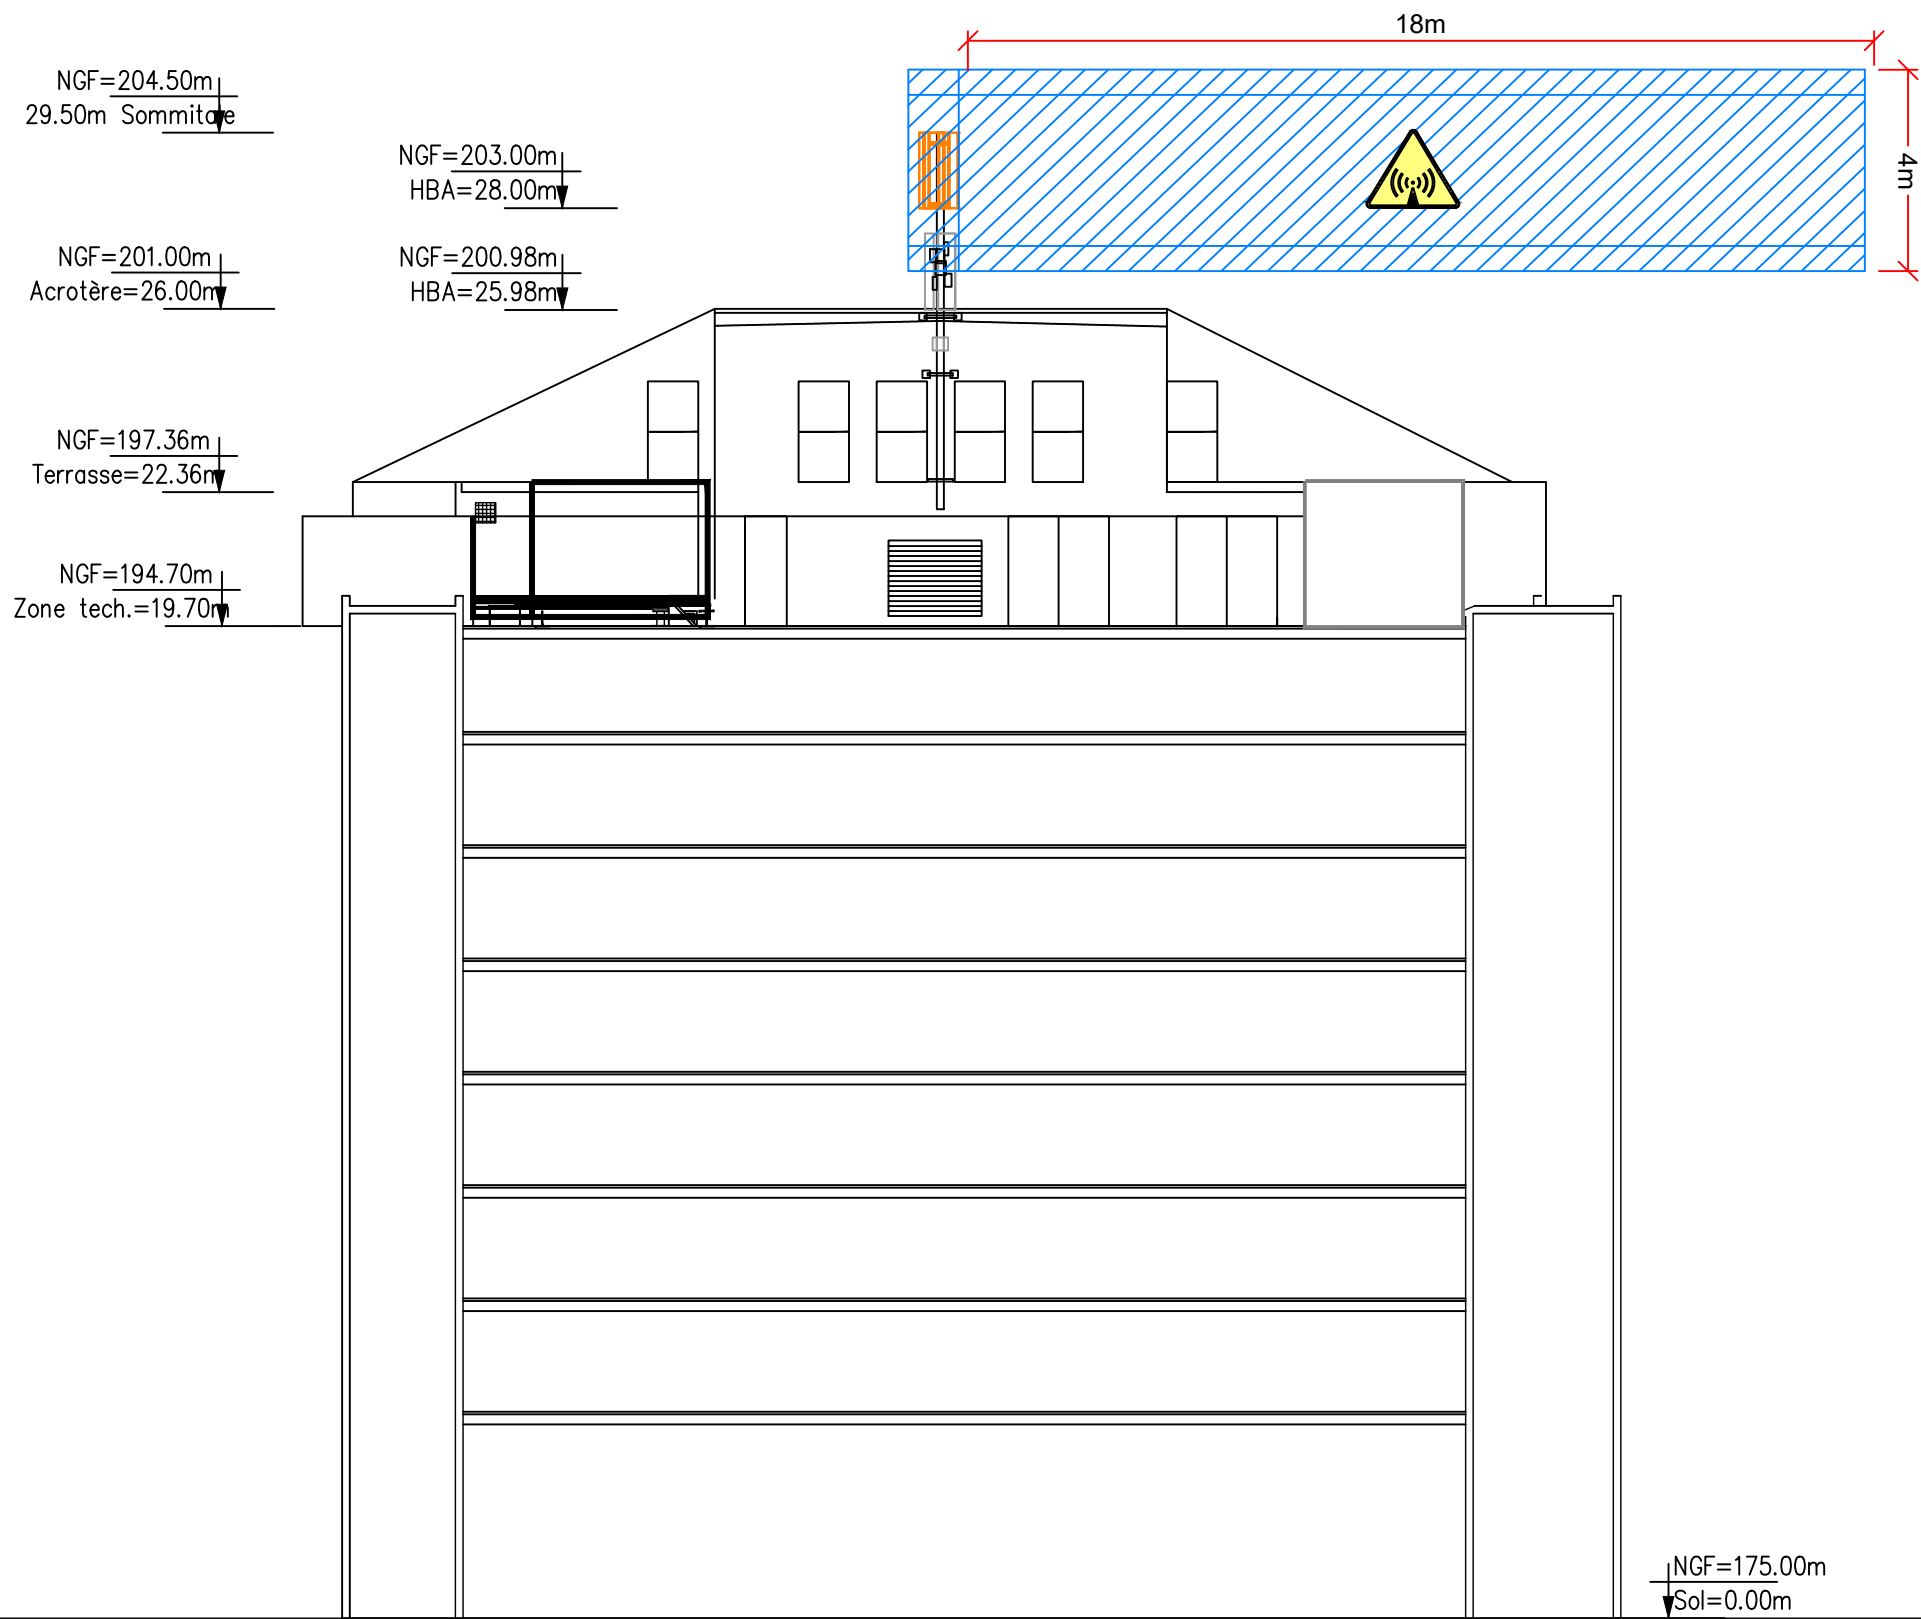 18m
NGF=204.50m
29.50m Sommitale
4m
NGF=203.00m
HBA=28.00m
NGF=201.00m
Acrotère=26.00m
NGF=200.98m
HBA=25.98m
NGF=197.36m
Terrasse=22.36m
NGF=194.70m
Zone tech.=19.70m
NGF=175.00m
Sol=0.00m